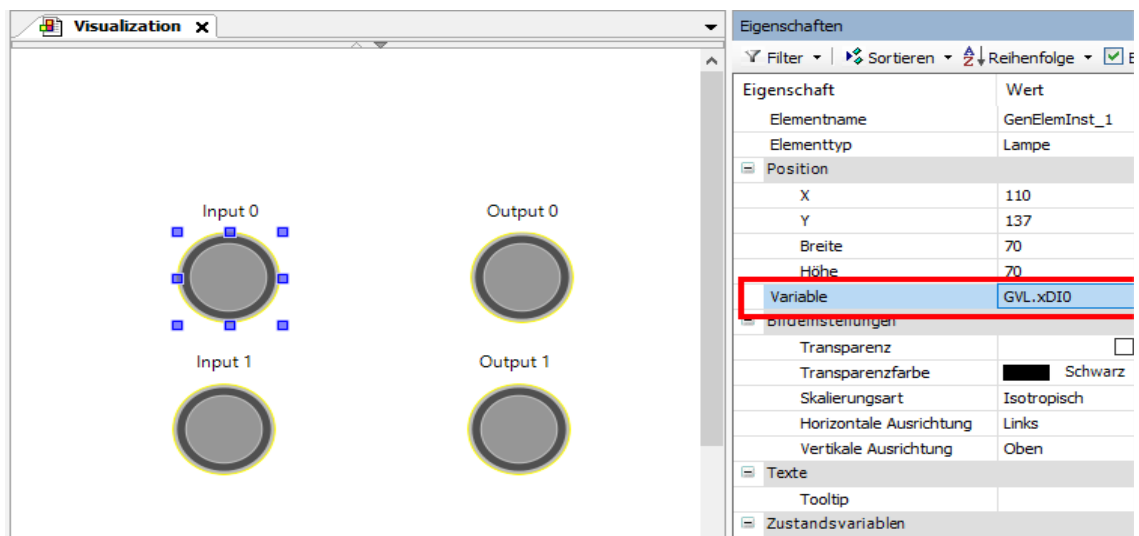 Visualization
Input 0
Output 0
Input 1
Output 1
Eigenschaften
Filter
Sortieren
Reihenfolge
Eigenschaft Wert
Elementname GenElemInst_1
Elementtyp Lampe
Position
X 110
Y 137
Breite 70
Höhe 70
Variable GVL.xDI0
Bildeinstellungen
Transparenz
Transparenzfarbe Schwarz
Skalierungsart Isotropisch
Horizontale Ausrichtung Links
Vertikale Ausrichtung Oben
Texte
Tooltip
Zustandsvariablen